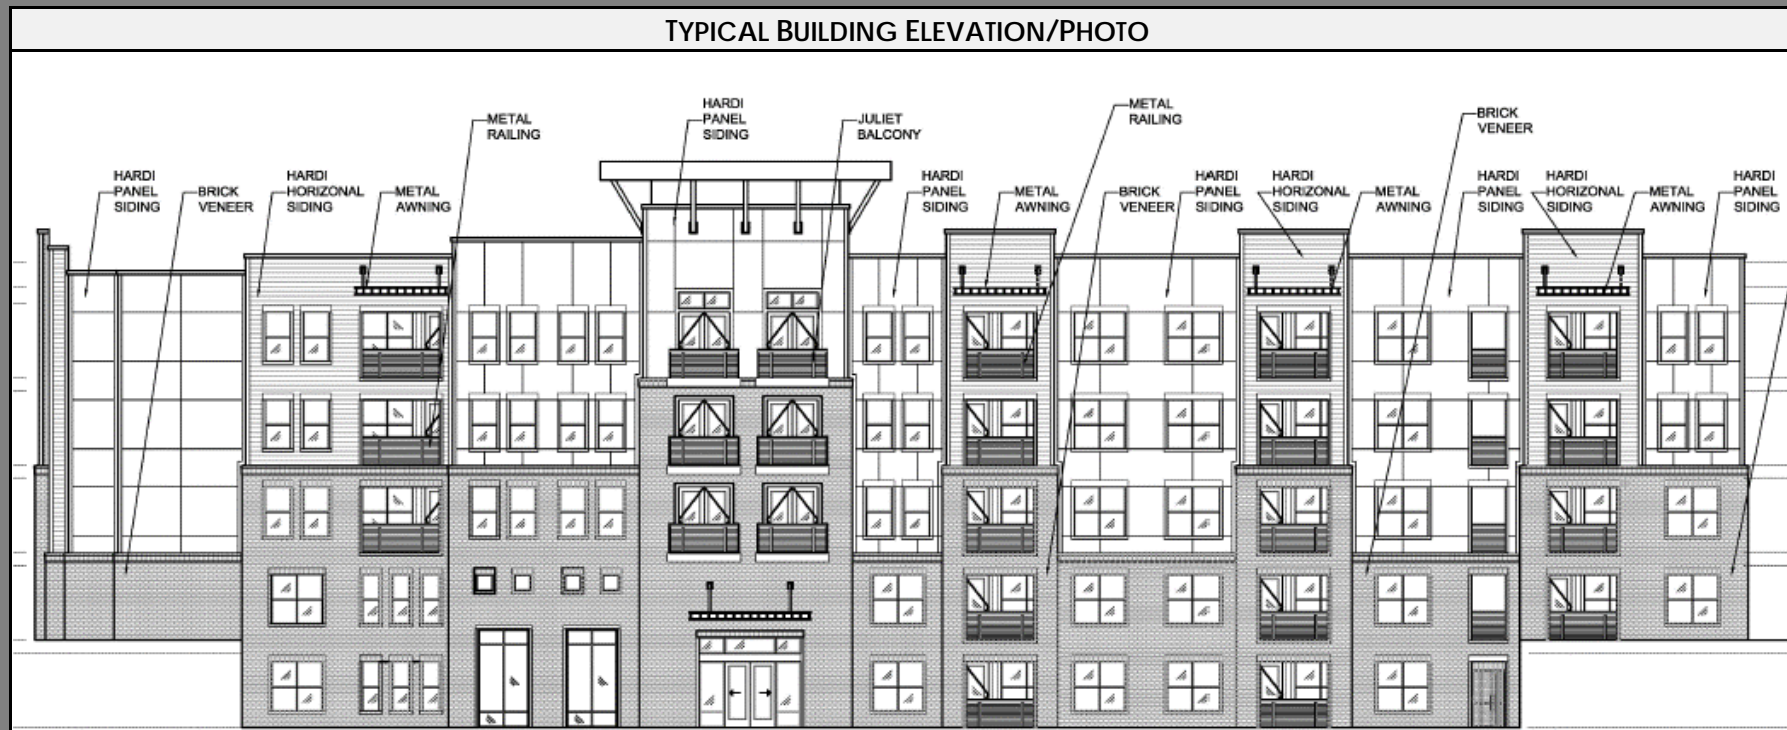 TYPICAL BUILDING ELEVATION/PHOTO
HARDI
PANEL
SIDING
BRICK
VENEER
HARDI
HORIZONAL
SIDING
METAL
AWNING
METAL
RAILING
HARDI
PANEL
SIDING
JULIET
BALCONY
HARDI
PANEL
SIDING
METAL
AWNING
METAL
RAILING
BRICK
VENEER
HARDI
PANEL
SIDING
HARDI
HORIZONAL
SIDING
METAL
AWNING
BRICK
VENEER
HARDI
PANEL
SIDING
HARDI
HORIZONAL
SIDING
METAL
AWNING
HARDI
PANEL
SIDING